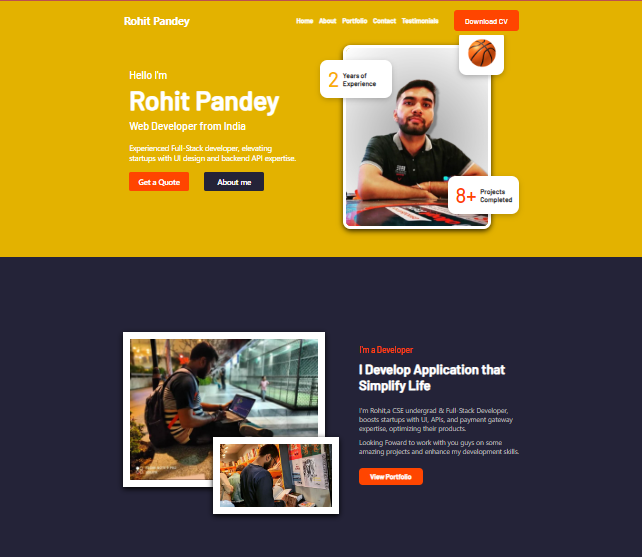 Rohit Pandey
Home About Portfolio Contact Testimonials
Download CV
Hello I'm
Rohit Pandey
Web Developer from India
Experienced Full-Stack developer, elevating
startups with UI design and backend API expertise.
Get a Quote
About me
2 Years of
Experience
8+ Projects
Completed
I'm a Developer
I Develop Application that
Simplify Life
I'm Rohit,a CSE undergrad & Full-Stack Developer,
boosts startups with UI, APIs, and payment gateway
expertise, optimizing their products.
Looking Foward to work with you guys on some
amazing projects and enhance my development skills.
View Portfolio